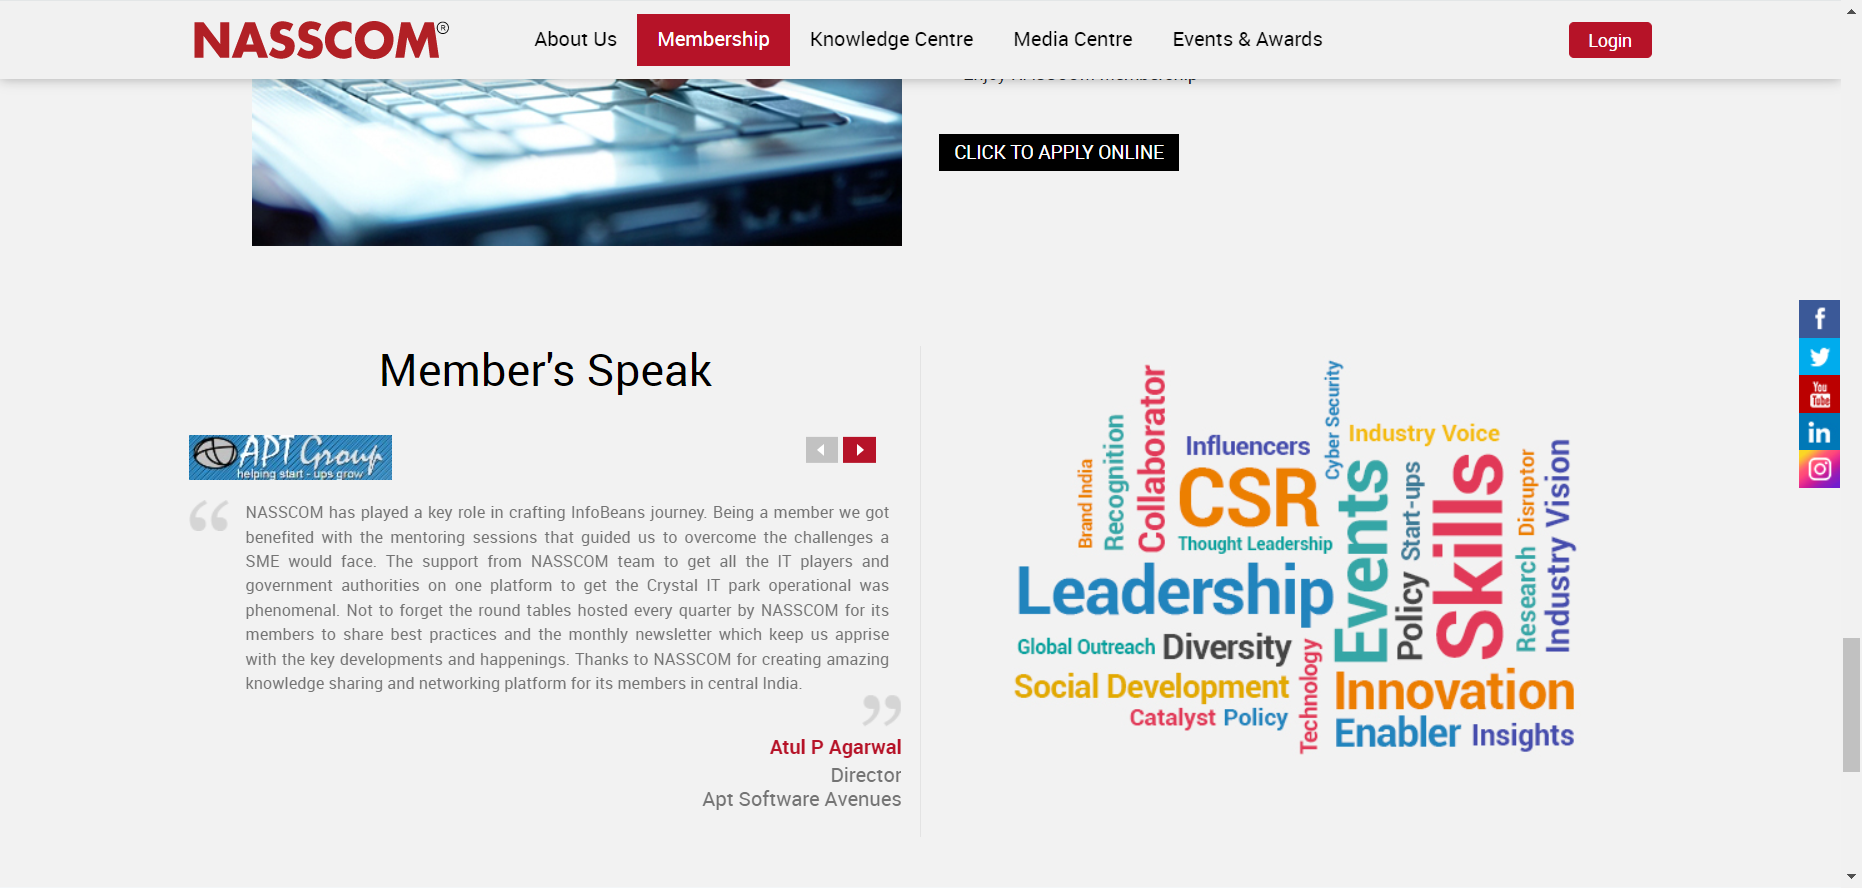 NASSCOM®
About Us
Membership
Knowledge Centre
Media Centre
Events & Awards
Login
Enjoy NASSCOM Membership
CLICK TO APPLY ONLINE
Member's Speak
APT Group
helping start - ups grow
“
NASSCOM has played a key role in crafting InfoBeans journey. Being a member we got
benefited with the mentoring sessions that guided us to overcome the challenges a
SME would face. The support from NASSCOM team to get all the IT players and
government authorities on one platform to get the Crystal IT park operational was
phenomenal. Not to forget the round tables hosted every quarter by NASSCOM for its
members to share best practices and the monthly newsletter which keep us apprise
with the key developments and happenings. Thanks to NASSCOM for creating amazing
knowledge sharing and networking platform for its members in central India.
”
Atul P Agarwal
Director
Apt Software Avenues
Brand India
Recognition
Collaborator
Influencers
CSR
Thought Leadership
Cyber Security
Industry Voice
Events
Start-ups
Policy
Skills
Disruptor
Research
Industry Vision
Leadership
Global Outreach
Diversity
Social Development
Catalyst
Policy
Technology
Innovation
Enabler
Insights
f
You
Tube
in